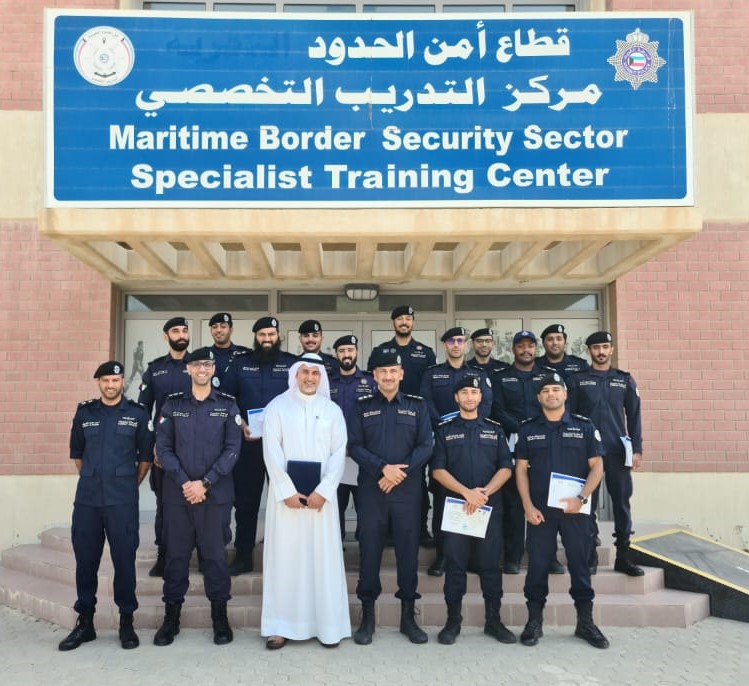 قطاع أمن الحدود
مركز التدريب التخصصي
Maritime Border Security Sector
Specialist Training Center